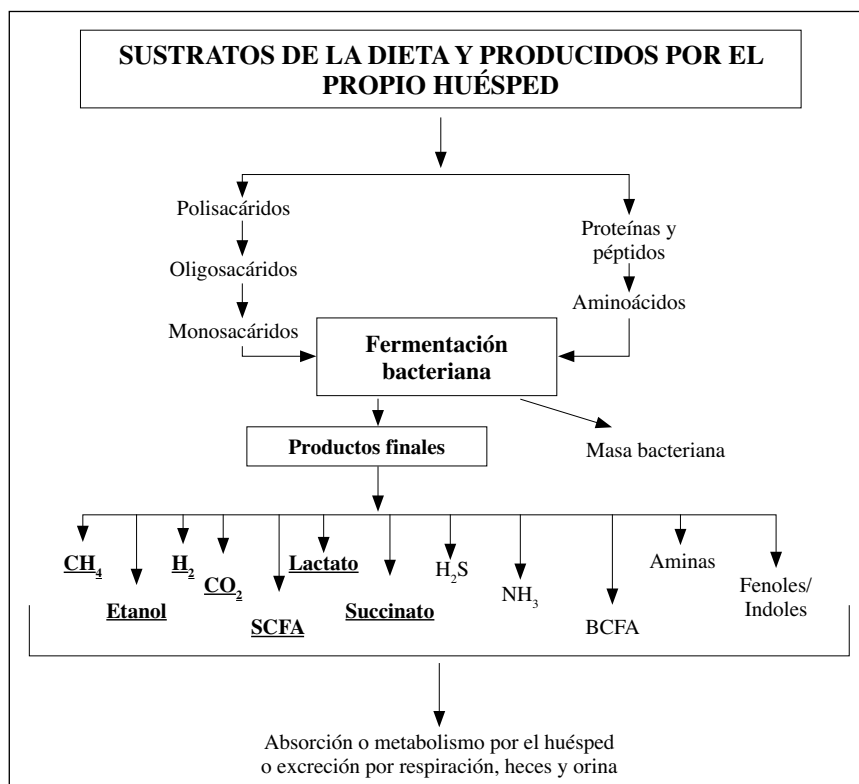 SUSTRATOS DE LA DIETA Y PRODUCIDOS POR EL
PROPIO HUÉSPED
Polisacáridos
Oligosacáridos
Monosacáridos
Proteínas y
péptidos
Aminoácidos
Fermentación
bacteriana
Productos finales
Masa bacteriana
CH₄
Etanol
H₂
CO₂
SCFA
Lactato
Succinato
H₂S
NH₃
BCFA
Aminas
Fenoles/
Indoles
Absorción o metabolismo por el huésped
o excreción por respiración, heces y orina